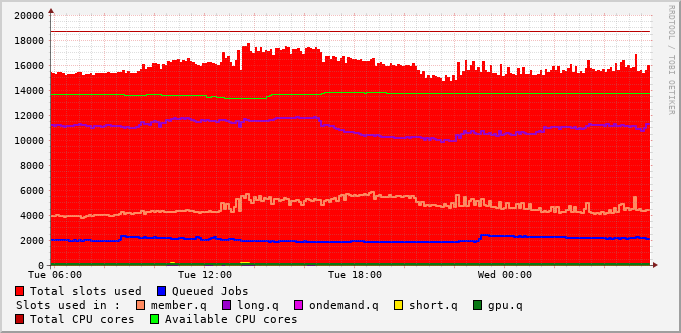 20000
18000
16000
14000
12000
10000
8000
6000
4000
2000
0
Tue 06:00 Tue 12:00 Tue 18:00 Wed 00:00
RRDTOOL / TOBI OETIKER
Total slots used Queued Jobs
Slots used in : member.q long.q ondemand.q short.q gpu.q
Total CPU cores Available CPU cores